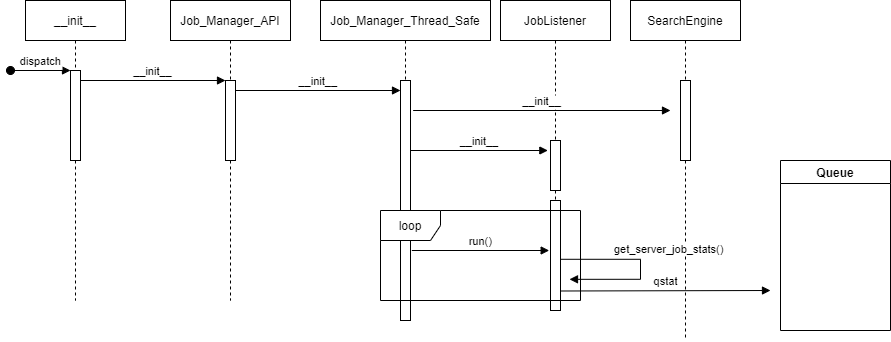 __init__
Job_Manager_API
Job_Manager_Thread_Safe
JobListener
SearchEngine
dispatch
__init__
__init__
__init__
__init__
Queue
loop
run()
get_server_job_stats()
qstat